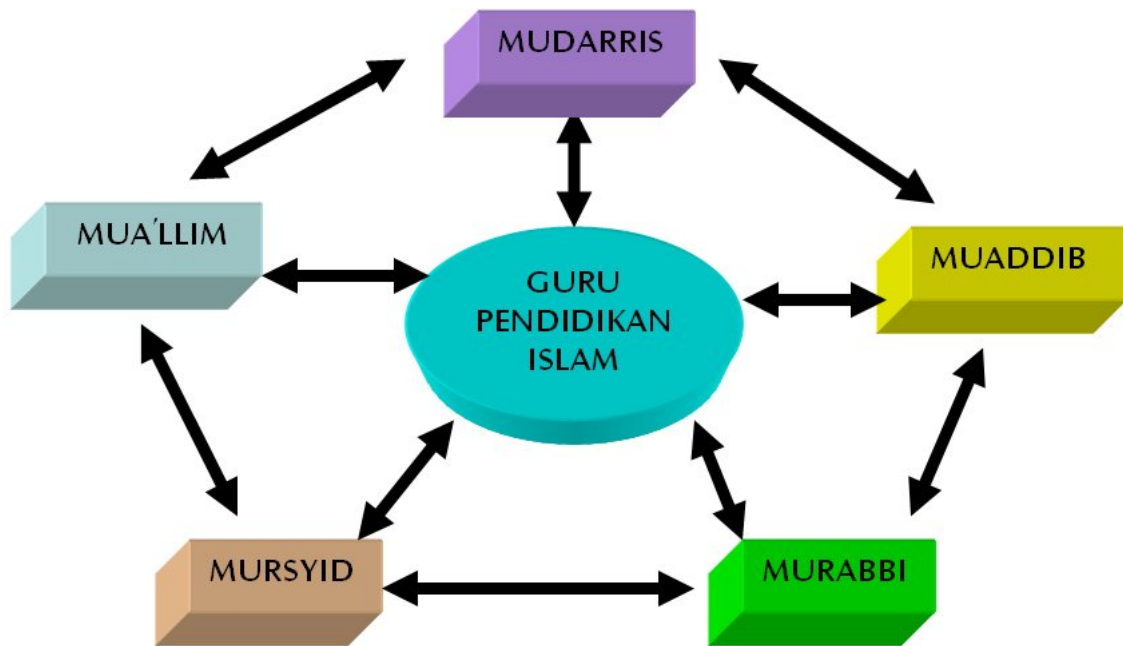 MUDARRIS
MUA'LLIM
MUADDIB
GURU
PENDIDIKAN
ISLAM
MURSYID
MURABBI